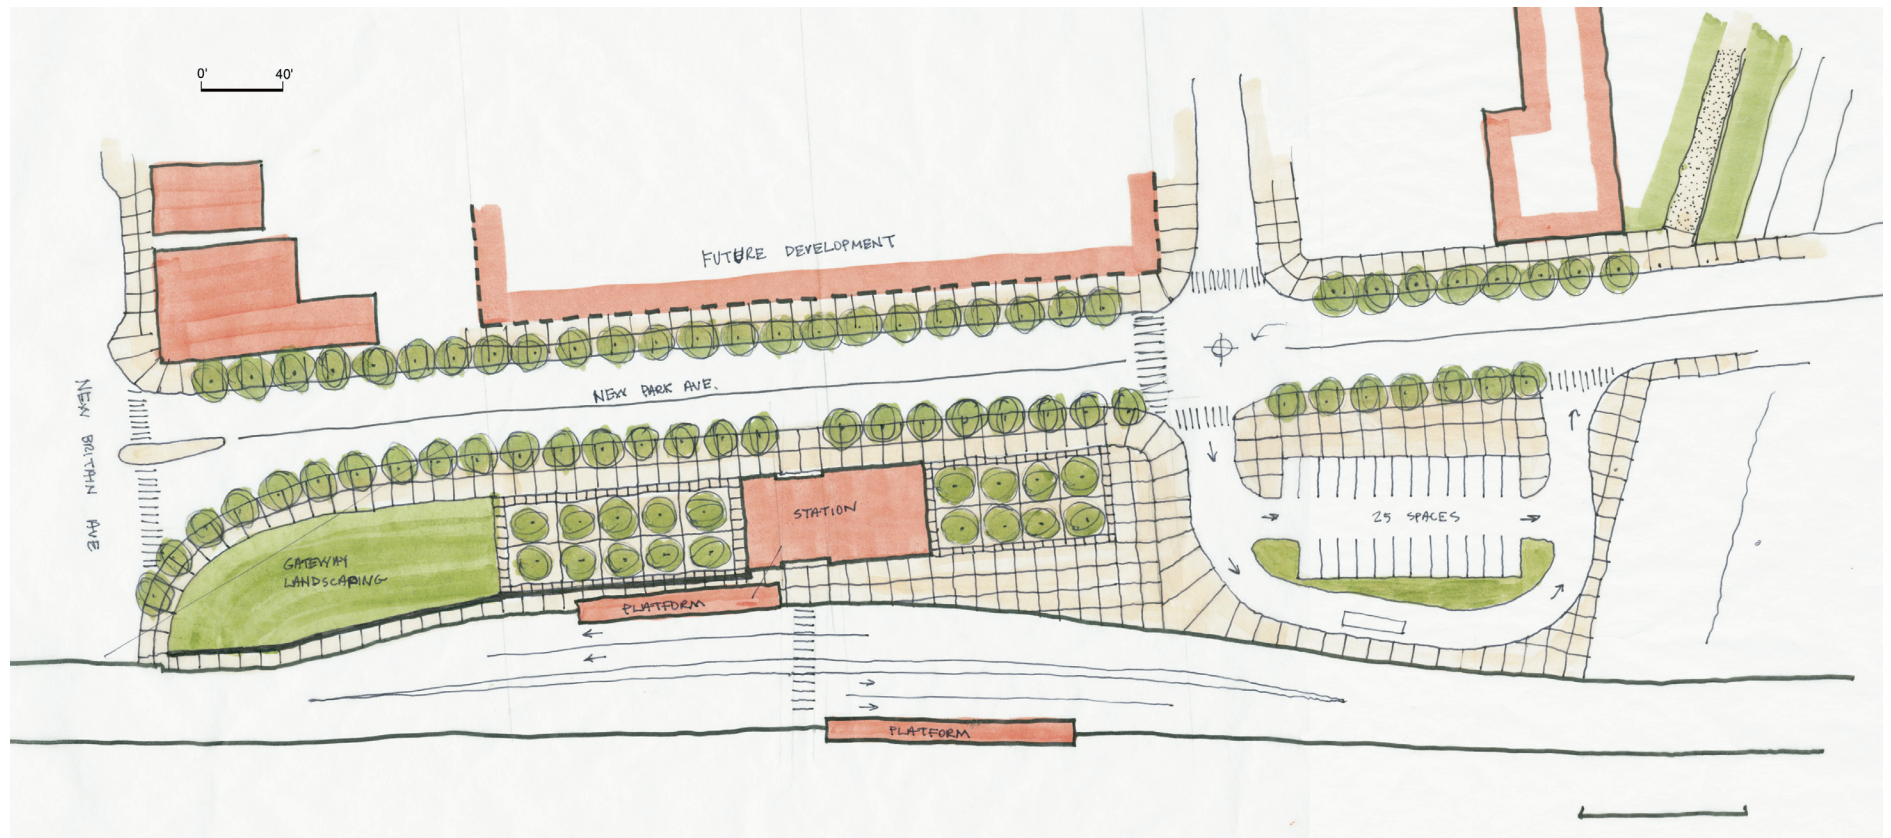 0' 40'
FUTURE DEVELOPMENT
NEW PARK AVE.
NEW BRITAIN AVE
STATION
25 SPACES
GATEWAY
LANDSCAPING
PLATFORM
PLATFORM